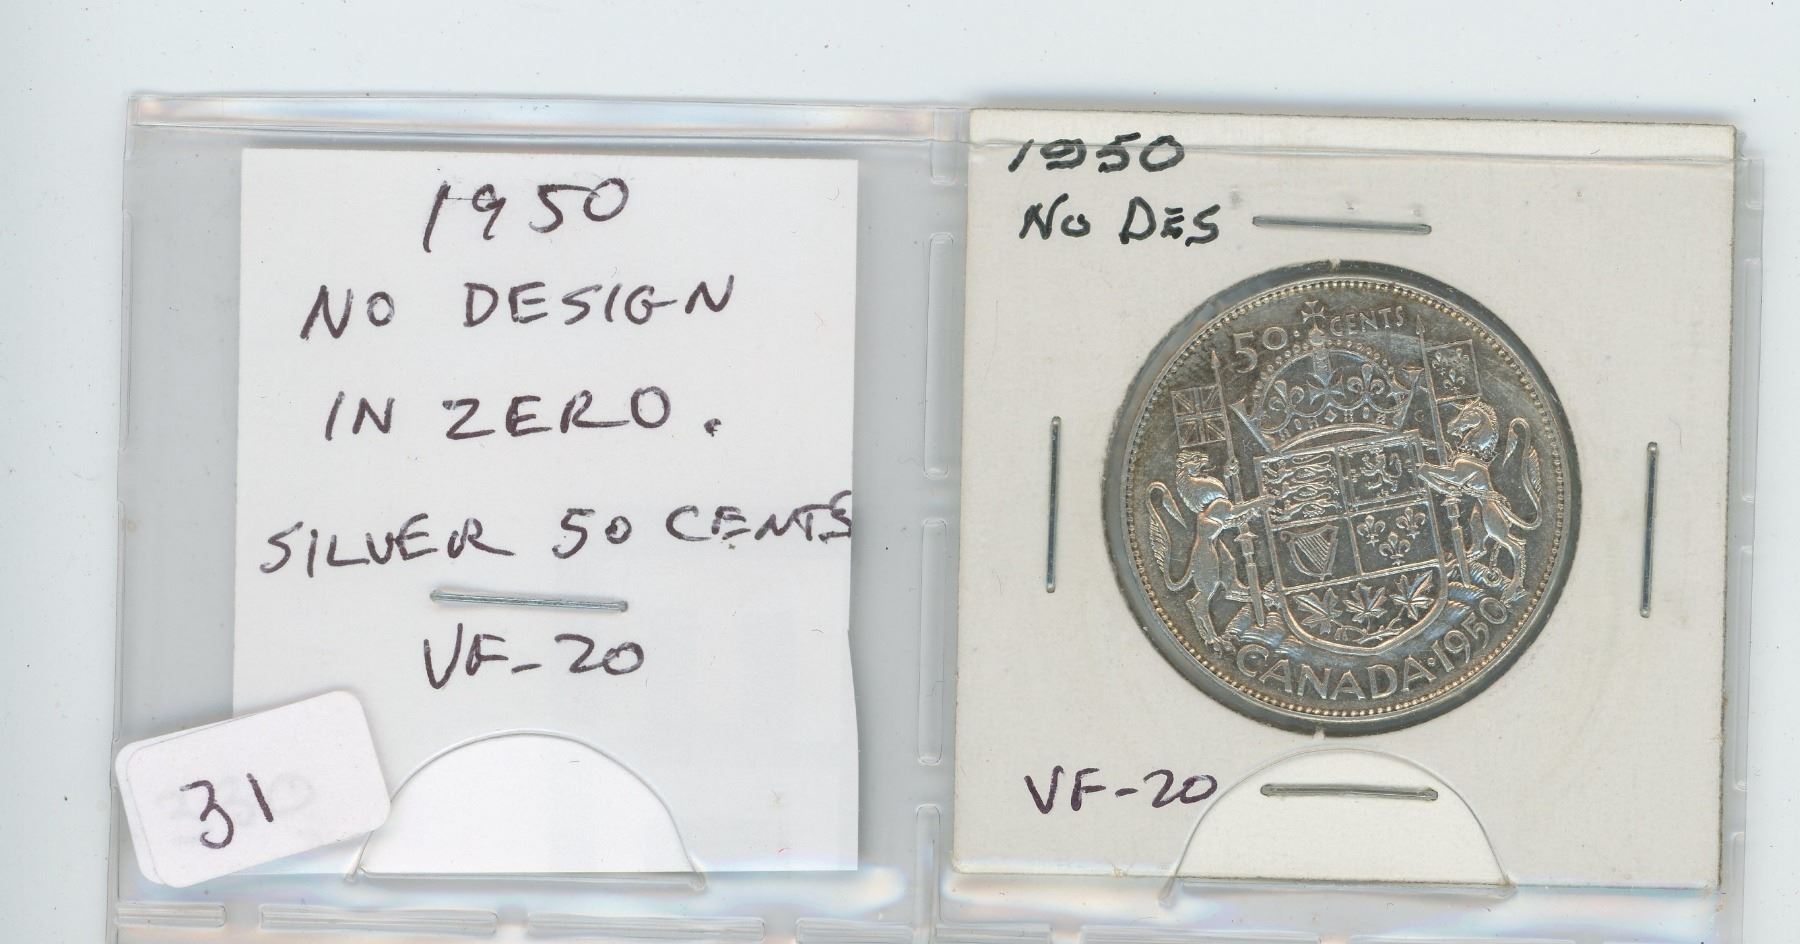 1950
NO DESIGN
IN ZERO.
SILVER 50 CENTS
VF-20
31
1950
NO DES
50·CENTS
CANADA·1950
VF-20